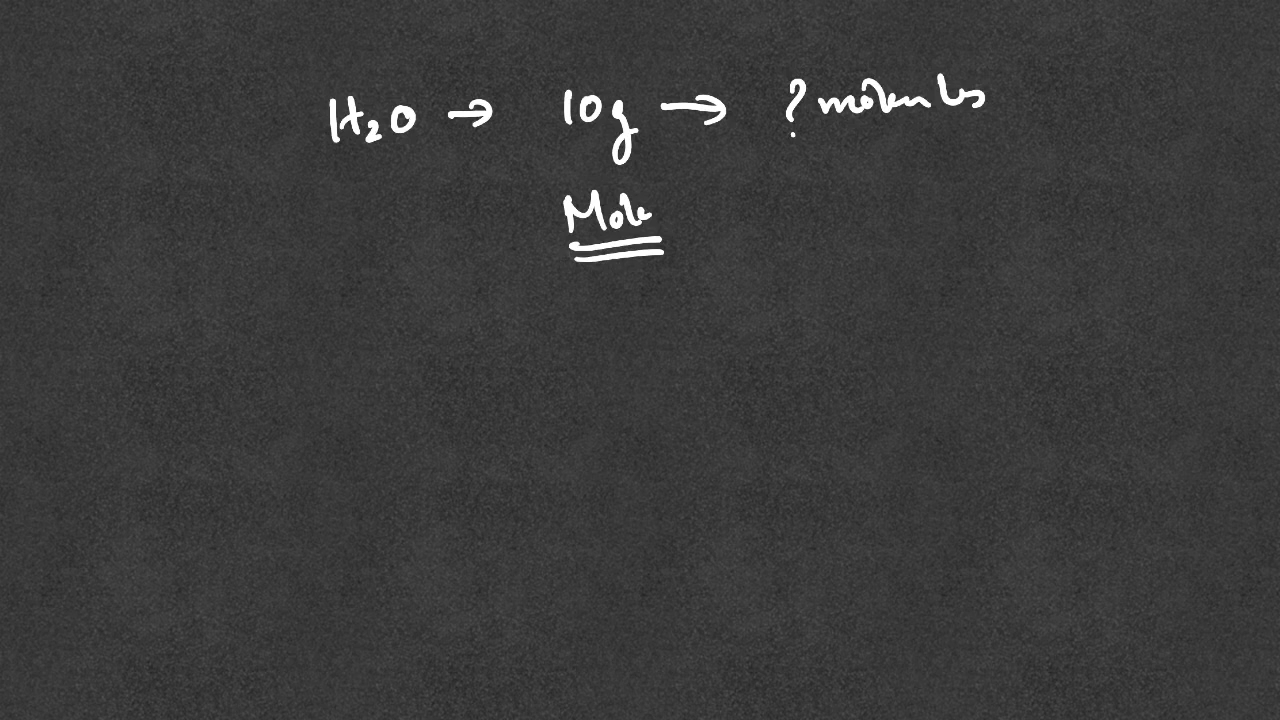 H₂O → 10g → ? molecules
Mole